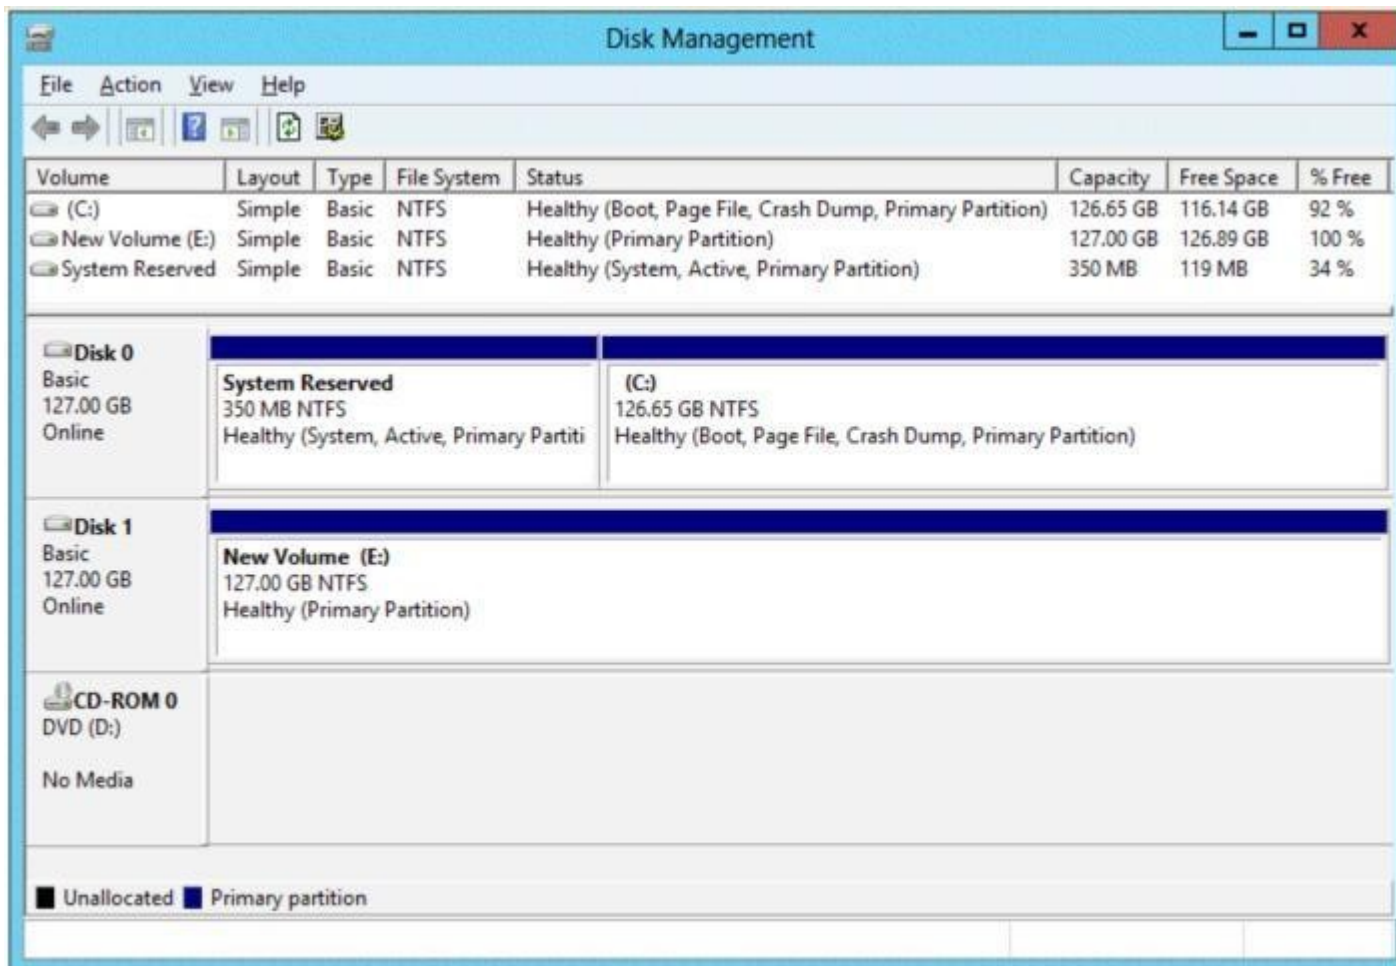 Disk Management
File Action View Help
Volume Layout Type File System Status Capacity Free Space % Free
(C:) Simple Basic NTFS Healthy (Boot, Page File, Crash Dump, Primary Partition) 126.65 GB 116.14 GB 92 %
New Volume (E:) Simple Basic NTFS Healthy (Primary Partition) 127.00 GB 126.89 GB 100 %
System Reserved Simple Basic NTFS Healthy (System, Active, Primary Partition) 350 MB 119 MB 34 %
Disk 0
Basic
127.00 GB
Online
System Reserved
350 MB NTFS
Healthy (System, Active, Primary Partiti
(C:)
126.65 GB NTFS
Healthy (Boot, Page File, Crash Dump, Primary Partition)
Disk 1
Basic
127.00 GB
Online
New Volume (E:)
127.00 GB NTFS
Healthy (Primary Partition)
CD-ROM 0
DVD (D:)
No Media
Unallocated Primary partition